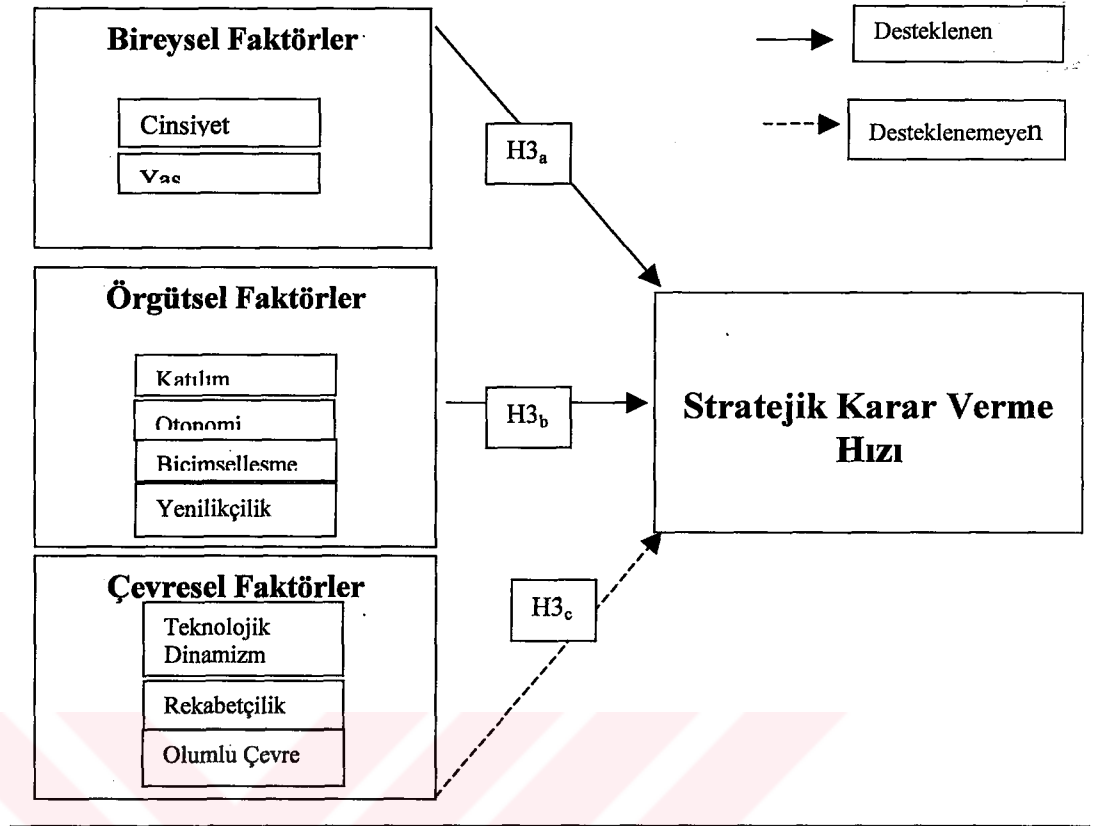 Bireysel Faktörler
Cinsiyet
Yaş
Örgütsel Faktörler
Katılım
Otonomi
Biçimselleşme
Yenilikçilik
Çevresel Faktörler
Teknolojik
Dinamizm
Rekabetçilik
Olumlu Çevre
H3a
H3b
H3c
Desteklenen
Desteklenemeyen
Stratejik Karar Verme
Hızı